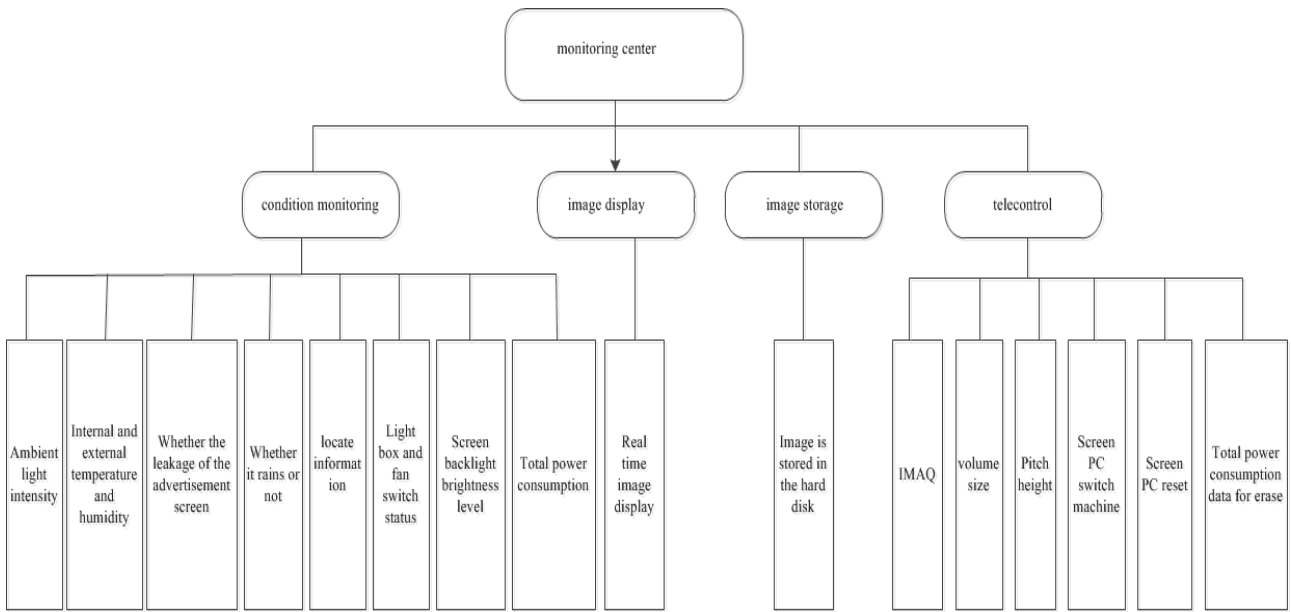 monitoring center
condition monitoring
image display
image storage
telecontrol
Ambient
light
intensity
Internal and
external
temperature
and
humidity
Whether the
leakage of the
advertisement
screen
Whether
it rains or
not
locate
informat
ion
Light
box and
fan
switch
status
Screen
backlight
brightness
level
Total power
consumption
Real
time
image
display
Image is
stored in
the hard
disk
IMAQ
volume
size
Pitch
height
Screen
PC
switch
machine
Screen
PC reset
Total power
consumption
data for erase